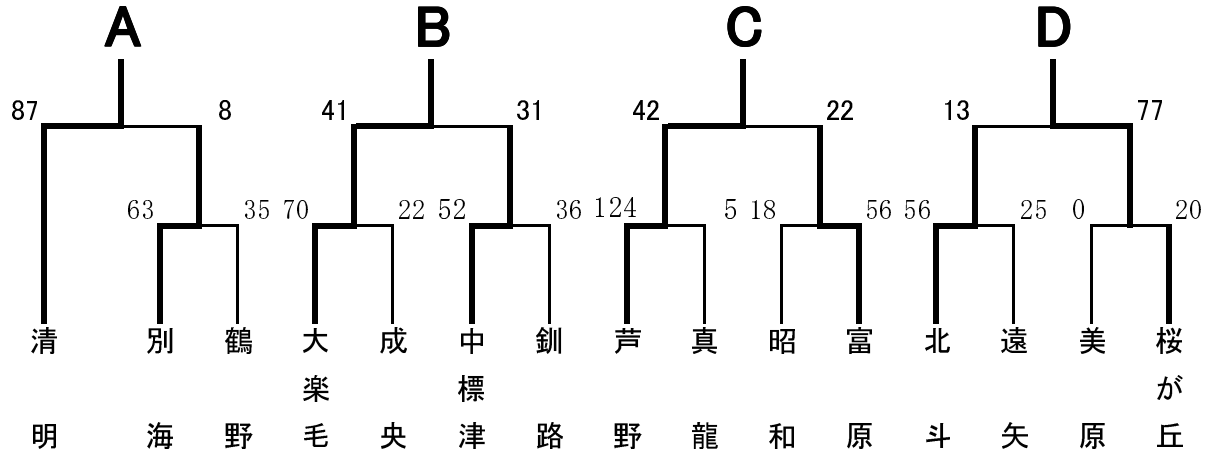 A B C D
87 8 41 31 42 22 13 77
63 35 70 22 52 36 124 5 18 56 56 25 0 20
清明
別海
鶴野
大楽毛
成央
中標津
釧路
芦野
真龍
昭和
富原
北斗
遠矢
美原
桜が丘